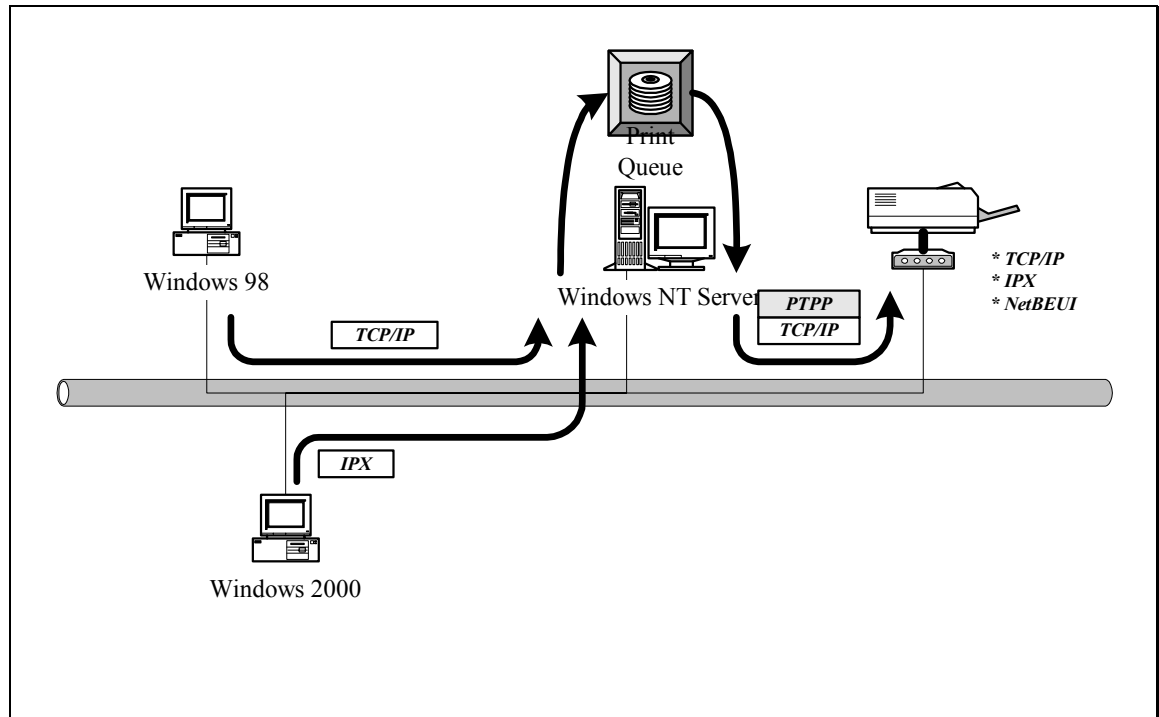 Print
Queue
Windows 98
Windows NT Server
* TCP/IP
* IPX
* NetBEUI
PTPP
TCP/IP
TCP/IP
IPX
Windows 2000